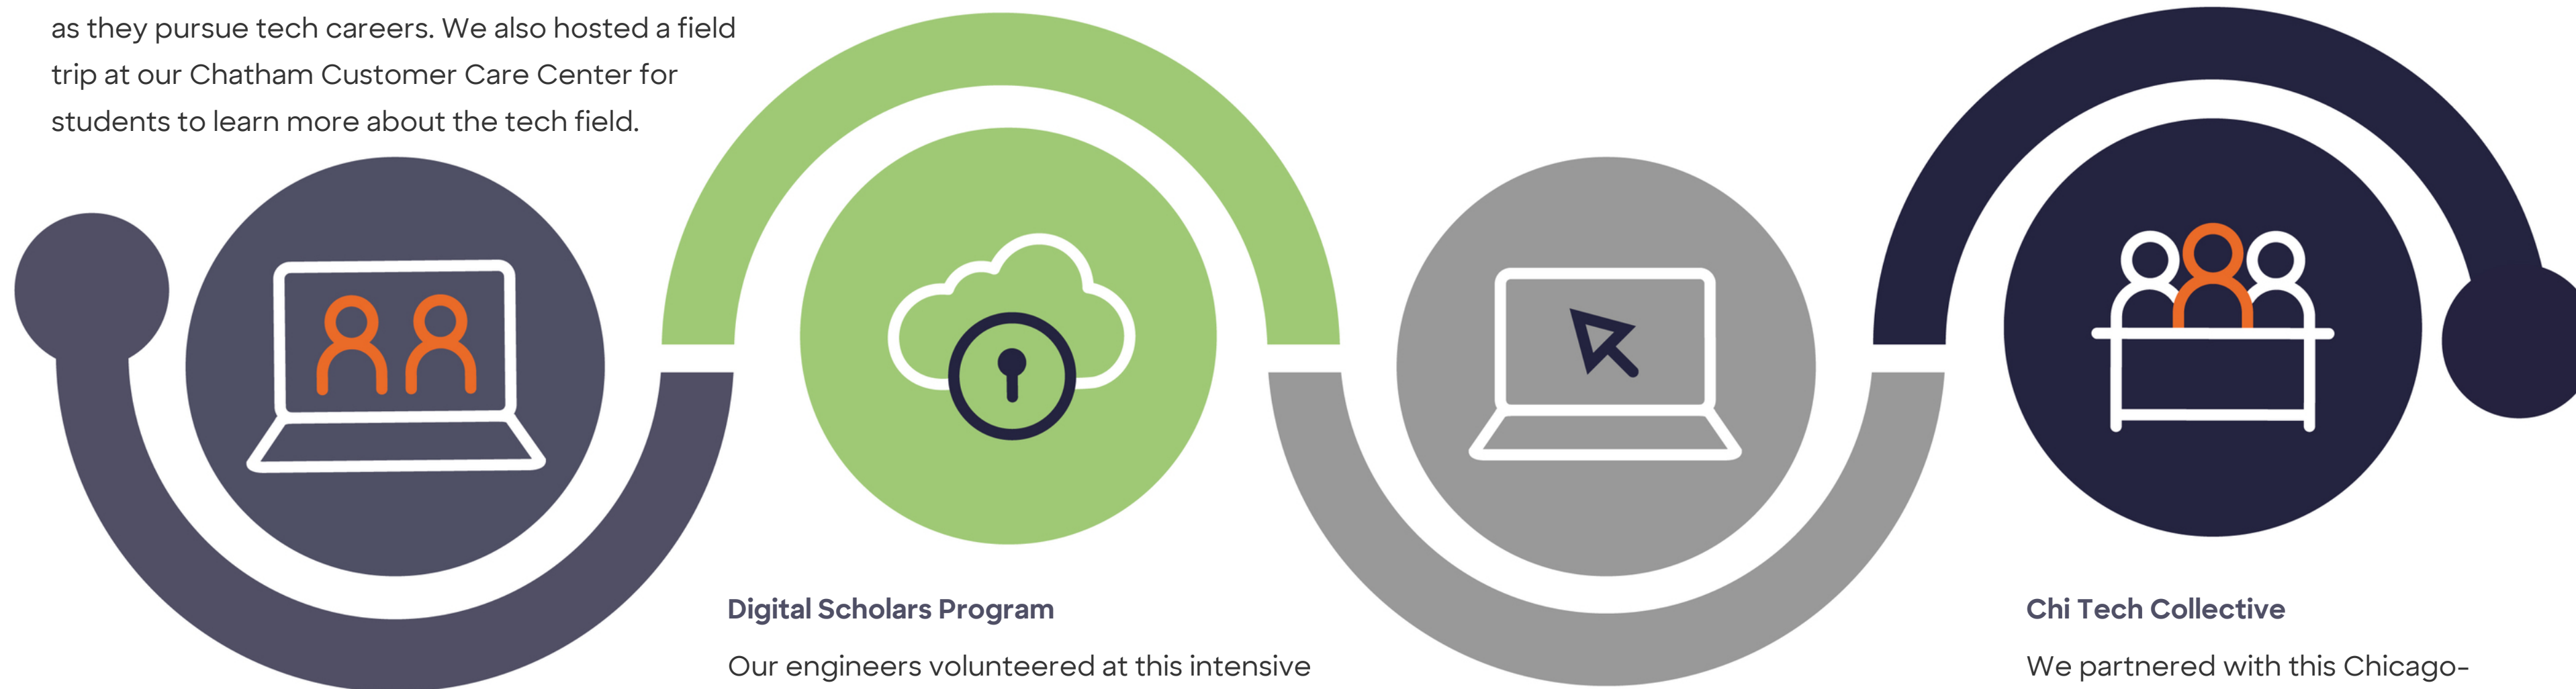 as they pursue tech careers. We also hosted a field
trip at our Chatham Customer Care Center for
students to learn more about the tech field.
Digital Scholars Program
Our engineers volunteered at this intensive
Chi Tech Collective
We partnered with this Chicago-